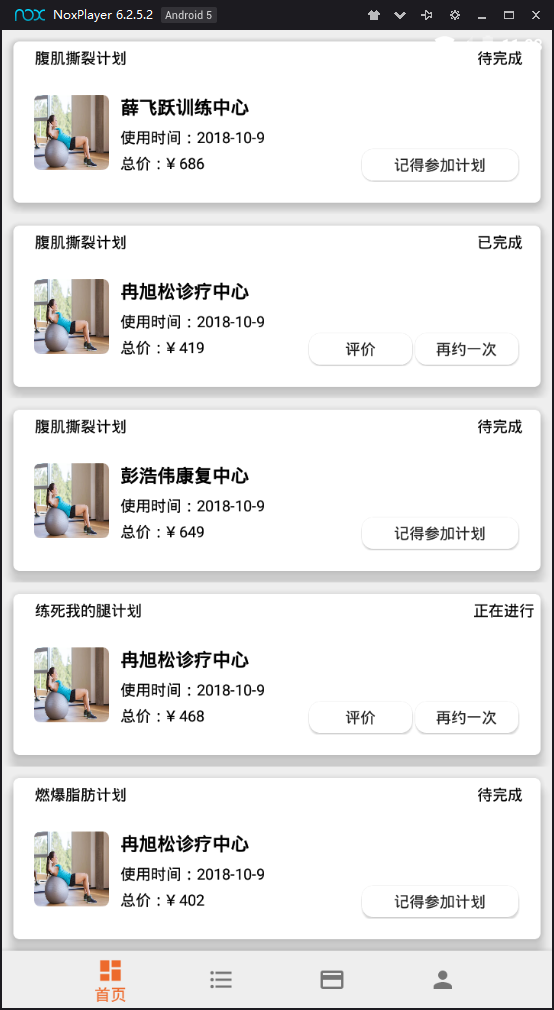 nox NoxPlayer 6.2.5.2 Android 5
腹肌撕裂计划 待完成
薛飞跃训练中心
使用时间：2018-10-9
总价：¥ 686 记得参加计划
腹肌撕裂计划 已完成
冉旭松诊疗中心
使用时间：2018-10-9
总价：¥ 419 评价 再约一次
腹肌撕裂计划 待完成
彭浩伟康复中心
使用时间：2018-10-9
总价：¥ 649 记得参加计划
练死我的腿计划 正在进行
冉旭松诊疗中心
使用时间：2018-10-9
总价：¥ 468 评价 再约一次
燃爆脂肪计划 待完成
冉旭松诊疗中心
使用时间：2018-10-9
总价：¥ 402 记得参加计划
首页